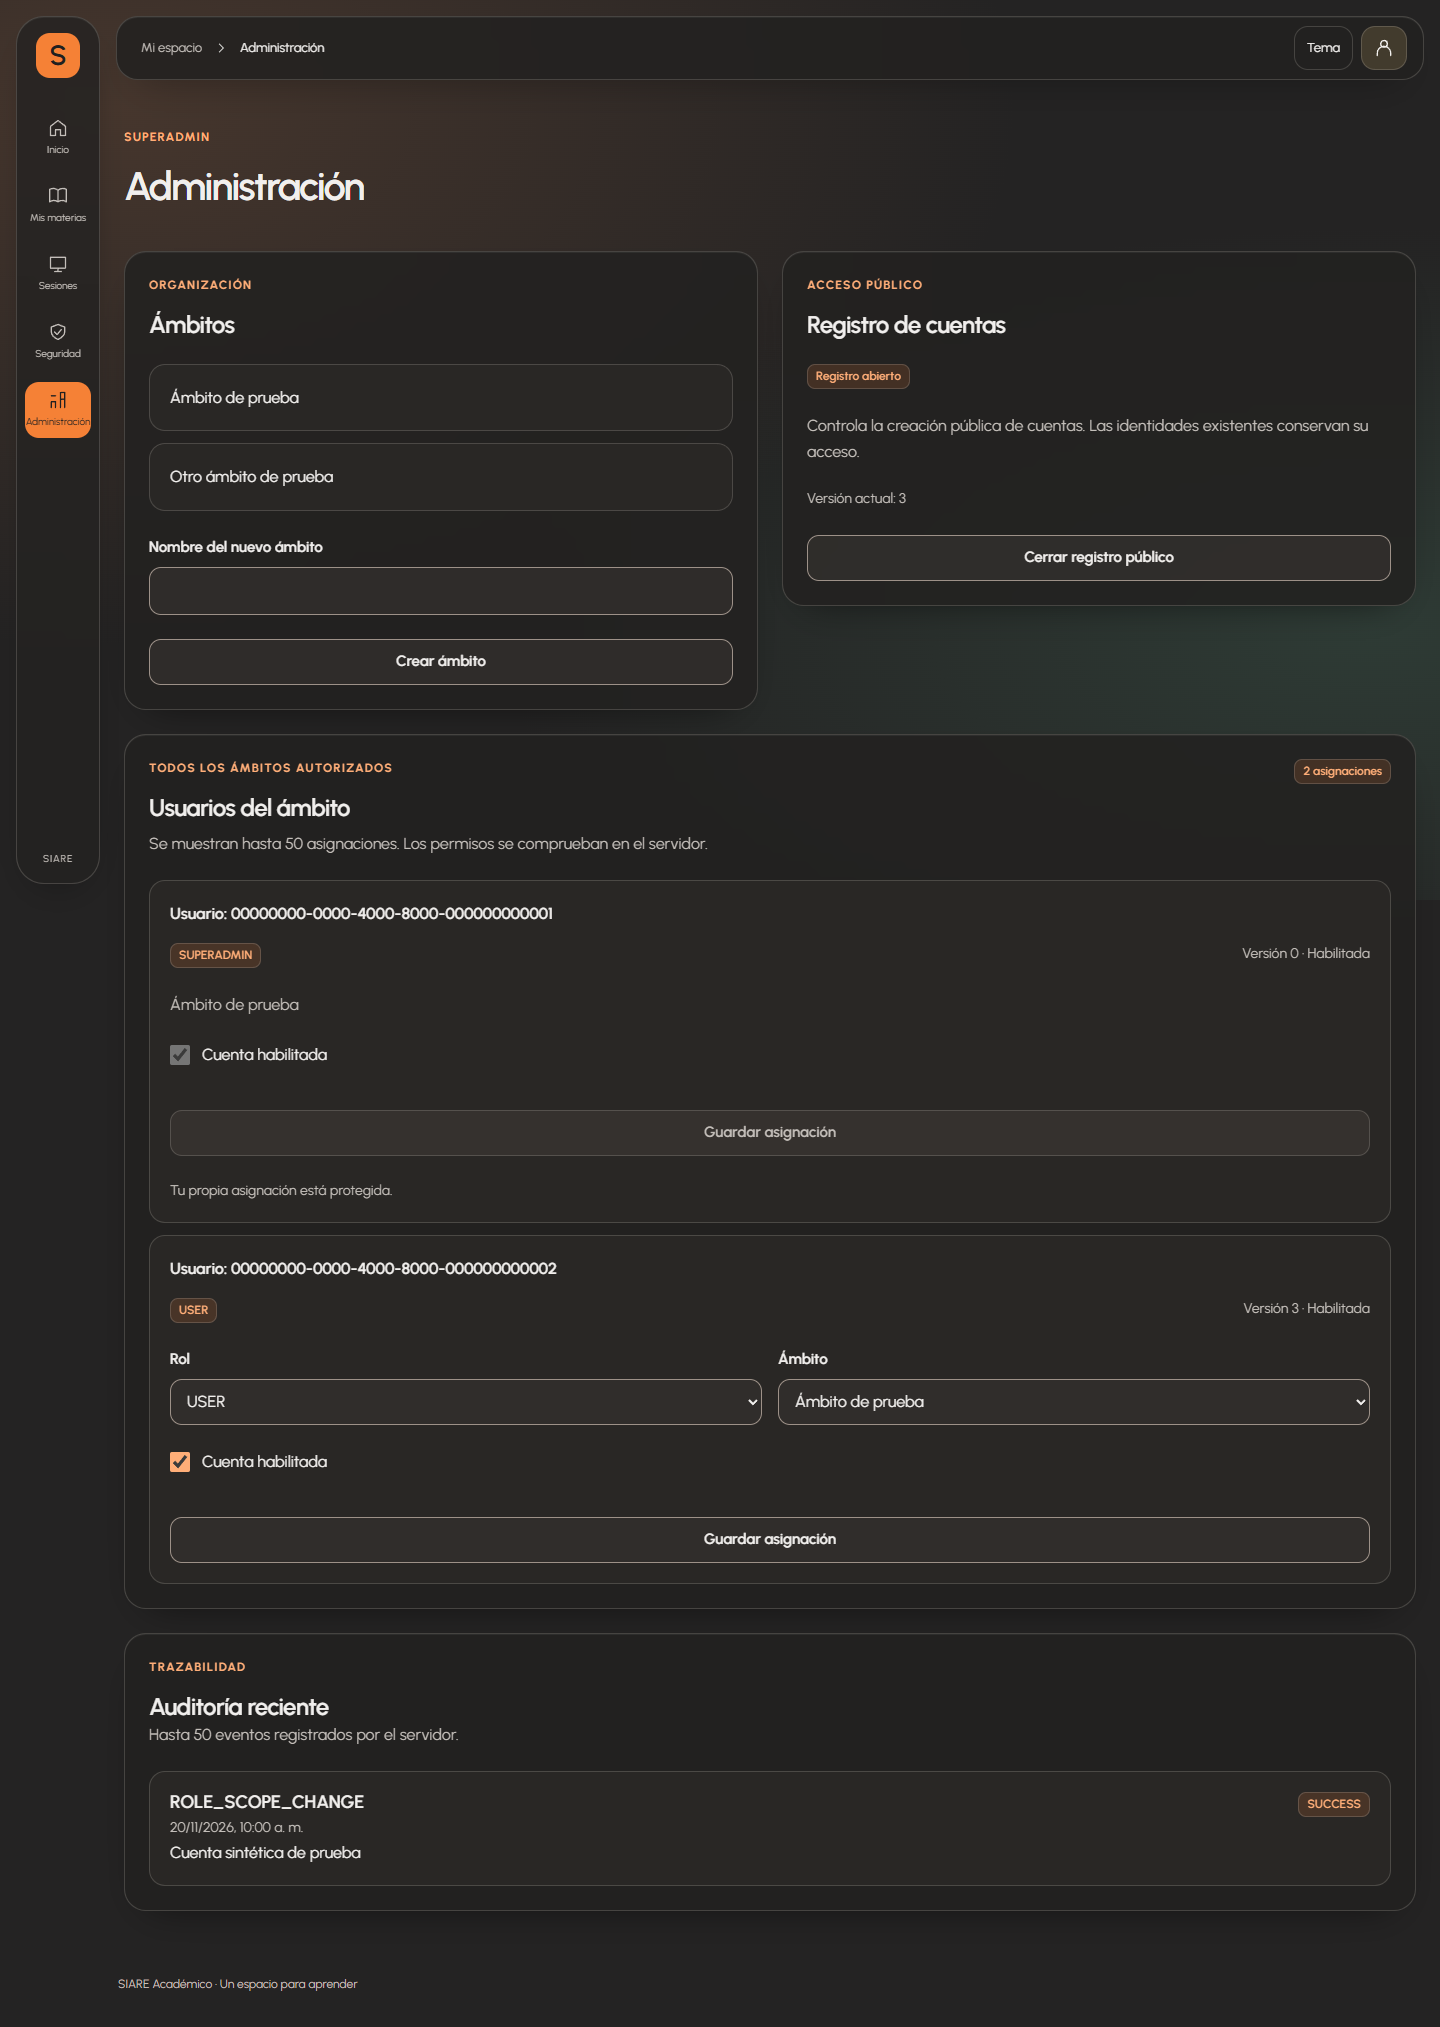 S
Inicio
Mis materias
Sesiones
Seguridad
Administración
SIARE
Mi espacio
Administración
Tema
SUPERADMIN
Administración
ORGANIZACIÓN
Ámbitos
Ámbito de prueba
Otro ámbito de prueba
Nombre del nuevo ámbito
Crear ámbito
ACCESO PÚBLICO
Registro de cuentas
Registro abierto
Controla la creación pública de cuentas. Las identidades existentes conservan su
acceso.
Versión actual: 3
Cerrar registro público
TODOS LOS ÁMBITOS AUTORIZADOS
2 asignaciones
Usuarios del ámbito
Se muestran hasta 50 asignaciones. Los permisos se comprueban en el servidor.
Usuario: 00000000-0000-4000-8000-000000000001
SUPERADMIN
Versión 0 · Habilitada
Ámbito de prueba
Cuenta habilitada
Guardar asignación
Tu propia asignación está protegida.
Usuario: 00000000-0000-4000-8000-000000000002
USER
Versión 3 · Habilitada
Rol
Ámbito
USER
Ámbito de prueba
Cuenta habilitada
Guardar asignación
TRAZABILIDAD
Auditoría reciente
Hasta 50 eventos registrados por el servidor.
ROLE_SCOPE_CHANGE
SUCCESS
20/11/2026, 10:00 a. m.
Cuenta sintética de prueba
SIARE Académico · Un espacio para aprender